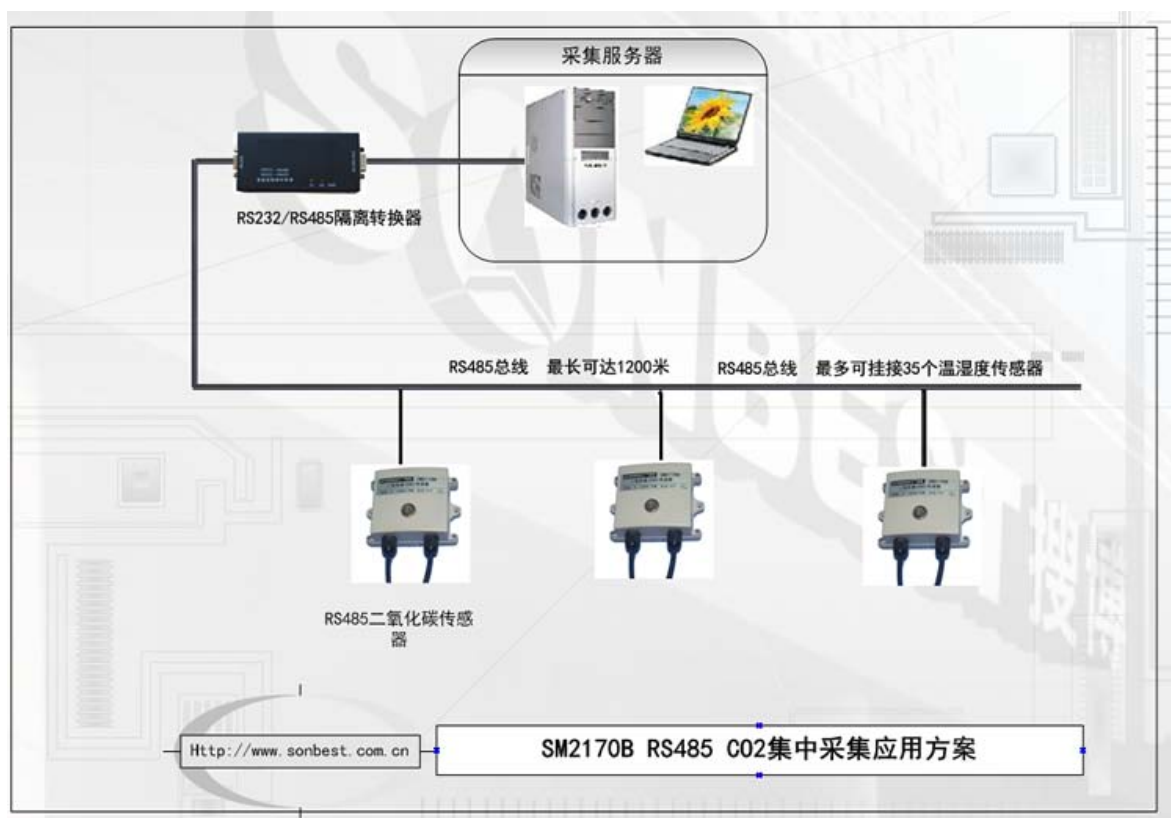 采集服务器
RS232/RS485隔离转换器
RS485总线 最长可达1200米 RS485总线 最多可挂接35个温湿度传感器
RS485二氧化碳传感
器
Http://www.sonbest.com.cn
SM2170B RS485 CO2集中采集应用方案
SONBEST